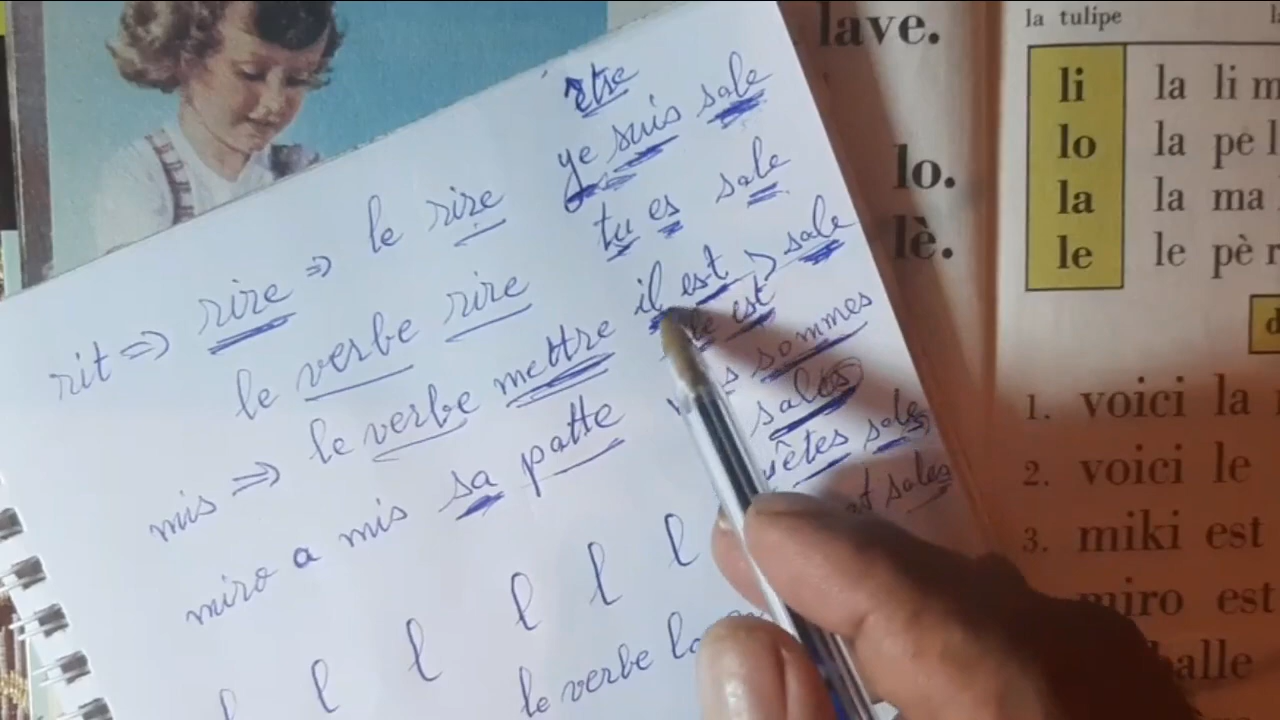 rit => rire => le rire
le verbe rire
mis => le verbe mettre
miro a mis sa patte
l l l l l
le verbe
être
ye suis sale
tu es sale
il est > sale
est
sommes
sales
êtes sales
sales
lave.
lo.
lè.
la tulipe
li la li m
lo la pe l
la la ma
le le pè r
1. voici la
2. voici le
3. miki est
miro est
balle